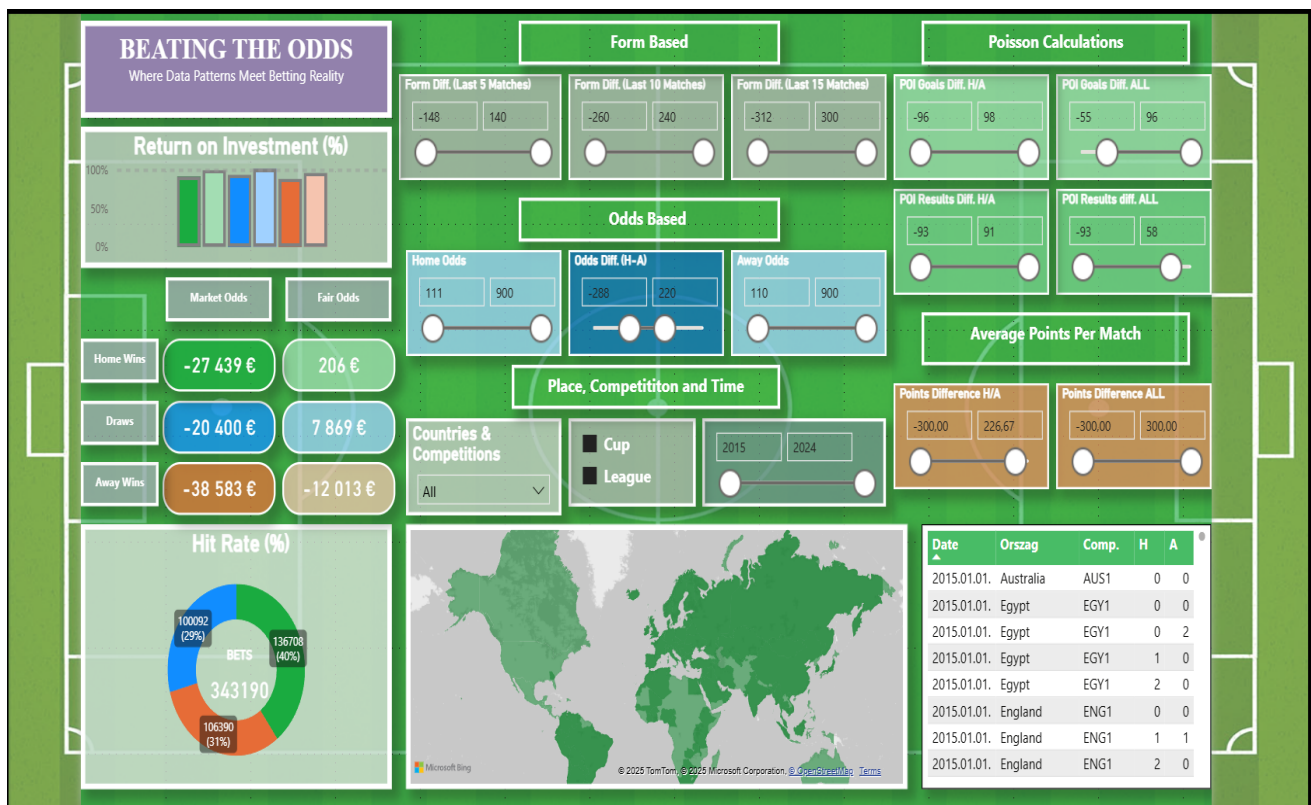 BEATING THE ODDS
Where Data Patterns Meet Betting Reality
Return on Investment (%)
100%
50%
0%
Market Odds
Fair Odds
Home Wins
-27 439 €
206 €
Draws
-20 400 €
7 869 €
Away Wins
-38 583 €
-12 013 €
Hit Rate (%)
100092
(29%)
136708
(40%)
BETS
343190
106390
(31%)
Form Based
Form Diff. (Last 5 Matches)
-148
140
Form Diff. (Last 10 Matches)
-260
240
Form Diff. (Last 15 Matches)
-312
300
Odds Based
Home Odds
111
900
Odds Diff. (H-A)
-288
220
Away Odds
110
900
Place, Competititon and Time
Countries &
Competitions
All
Cup
League
2015
2024
Microsoft Bing
© 2025 TomTom, © 2025 Microsoft Corporation, © OpenStreetMap Terms
Poisson Calculations
POI Goals Diff. H/A
-96
98
POI Goals Diff. ALL
-55
96
POI Results Diff. H/A
-93
91
POI Results diff. ALL
-93
58
Average Points Per Match
Points Difference H/A
-300,00
226,67
Points Difference ALL
-300,00
300,00
Date Orszag Comp. H A
2015.01.01. Australia AUS1 0 0
2015.01.01. Egypt EGY1 0 0
2015.01.01. Egypt EGY1 0 2
2015.01.01. Egypt EGY1 1 0
2015.01.01. Egypt EGY1 2 0
2015.01.01. England ENG1 0 0
2015.01.01. England ENG1 1 1
2015.01.01. England ENG1 2 0